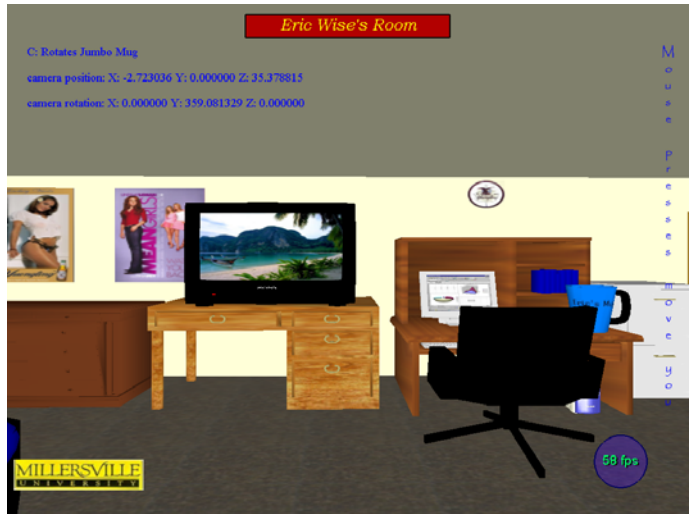 Eric Wise's Room
C: Rotates Jumbo Mug
camera position: X: -2.723036 Y: 0.000000 Z: 35.378815
camera rotation: X: 0.000000 Y: 359.081329 Z: 0.000000
Mouse Presses move you
MEAN GIRLS
58 fps
MILLERSVILLE
UNIVERSITY